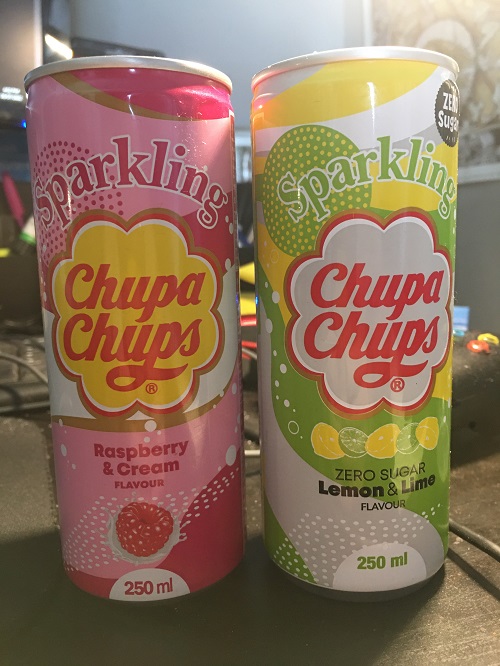 Sparkling
Chupa
Chups
®
Raspberry
& Cream
FLAVOUR
250 ml
ZERO
Sugar
Sparkling
Chupa
Chups
®
ZERO SUGAR
Lemon & Lime
FLAVOUR
250 ml